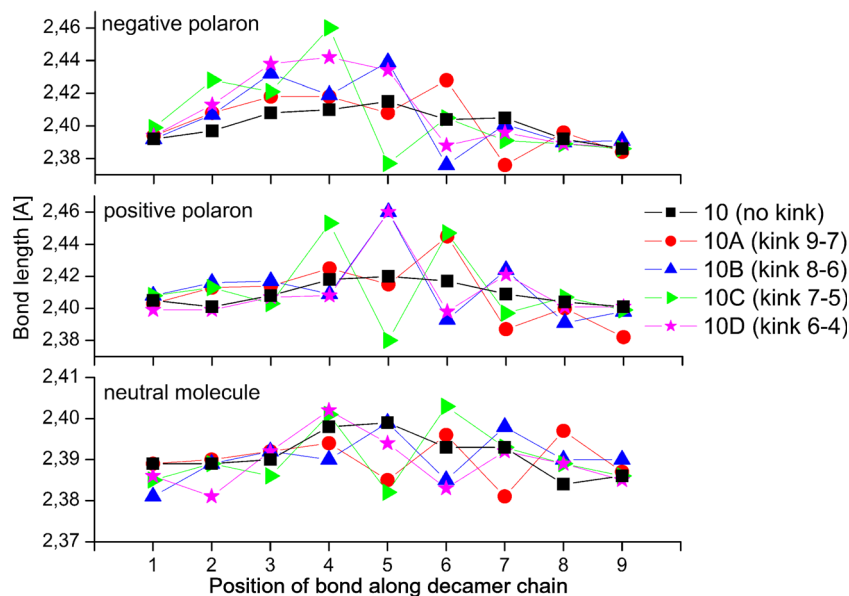 2,46
negative polaron
2,44
2,42
2,40
2,38
2,46
positive polaron
2,44
2,42
2,40
2,38
2,41
neutral molecule
2,40
2,39
2,38
2,37
Bond length [A]
1 2 3 4 5 6 7 8 9
Position of bond along decamer chain
10 (no kink)
10A (kink 9-7)
10B (kink 8-6)
10C (kink 7-5)
10D (kink 6-4)